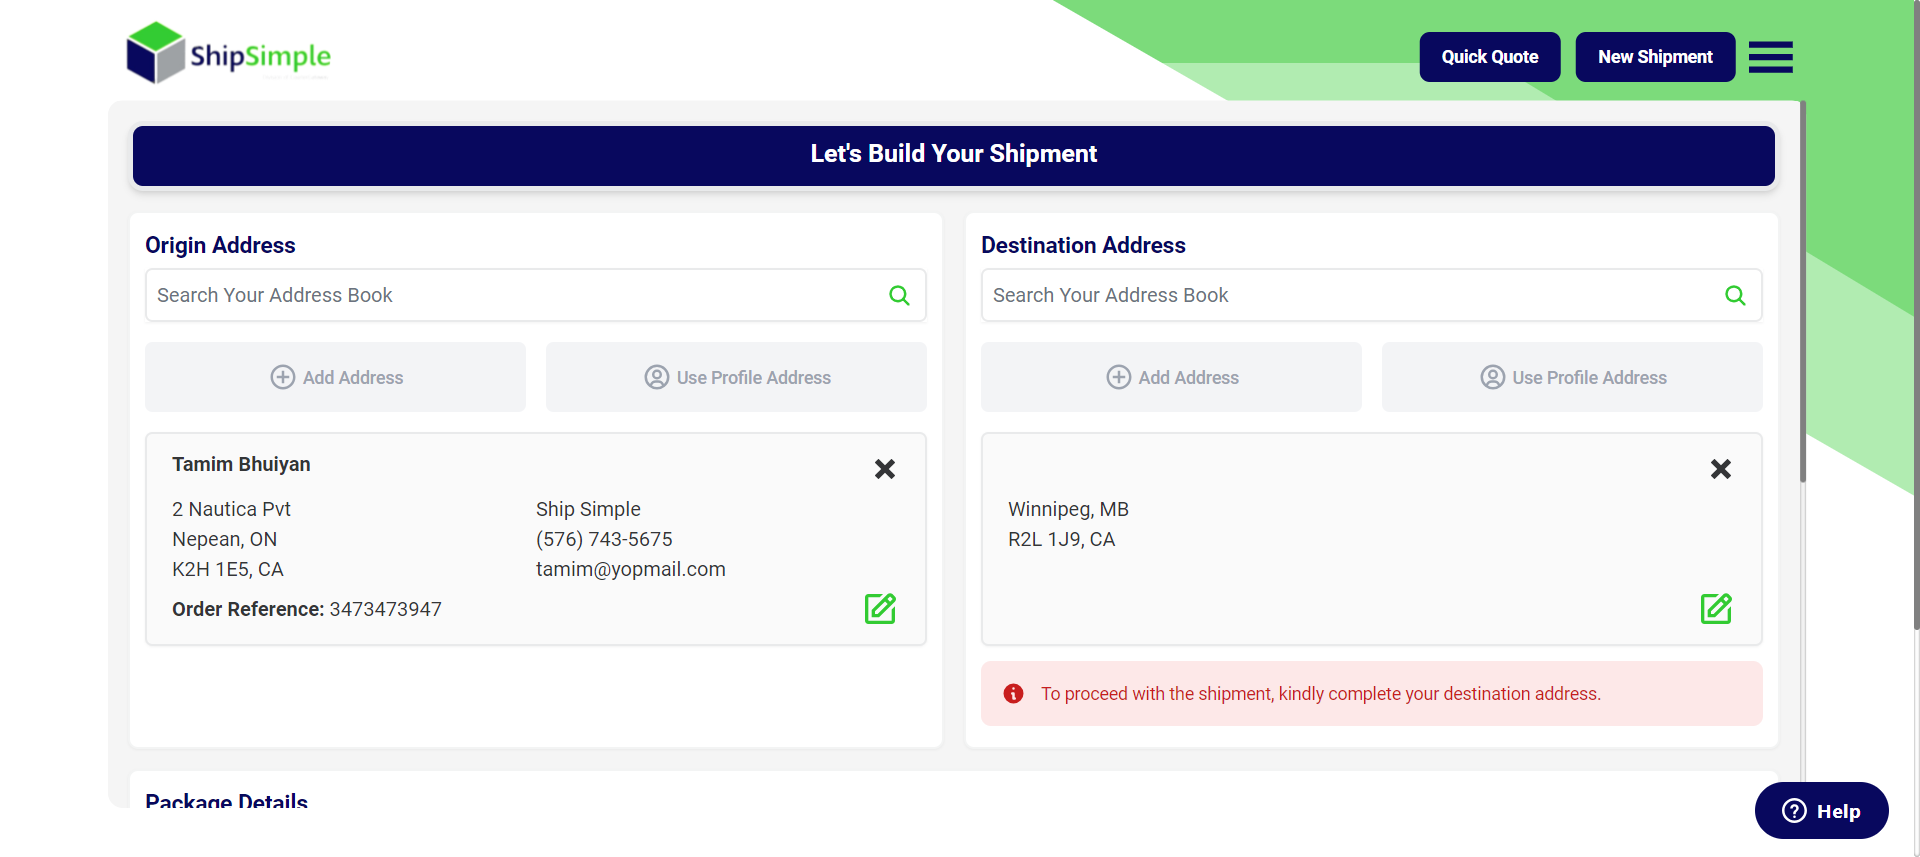 ShipSimple
Quick Quote
New Shipment
Let's Build Your Shipment
Origin Address
Search Your Address Book
Add Address
Use Profile Address
Tamim Bhuiyan
2 Nautica Pvt
Nepean, ON
K2H 1E5, CA
Ship Simple
(576) 743-5675
tamim@yopmail.com
Order Reference: 3473473947
Destination Address
Search Your Address Book
Add Address
Use Profile Address
Winnipeg, MB
R2L 1J9, CA
To proceed with the shipment, kindly complete your destination address.
Package Details
Help